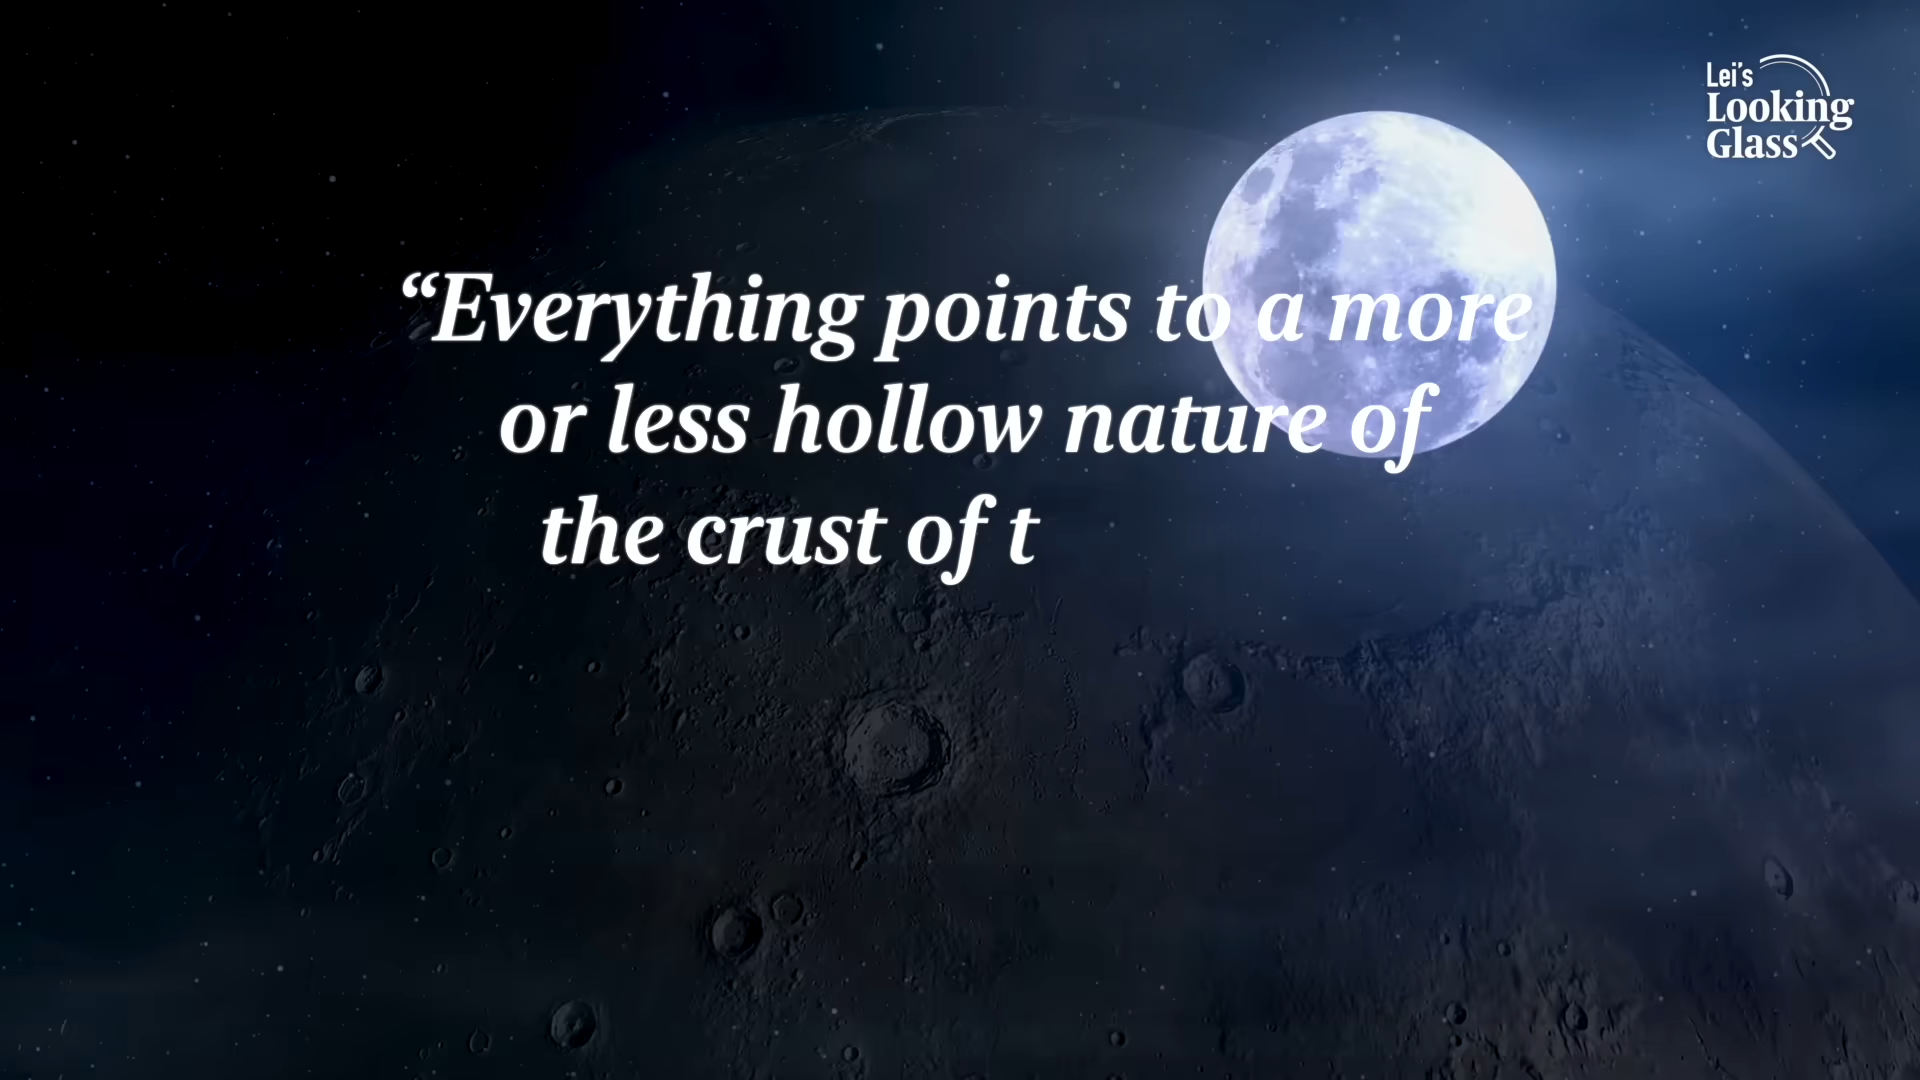 Lei's
Looking
Glass
“Everything points to a more
or less hollow nature of
the crust of t